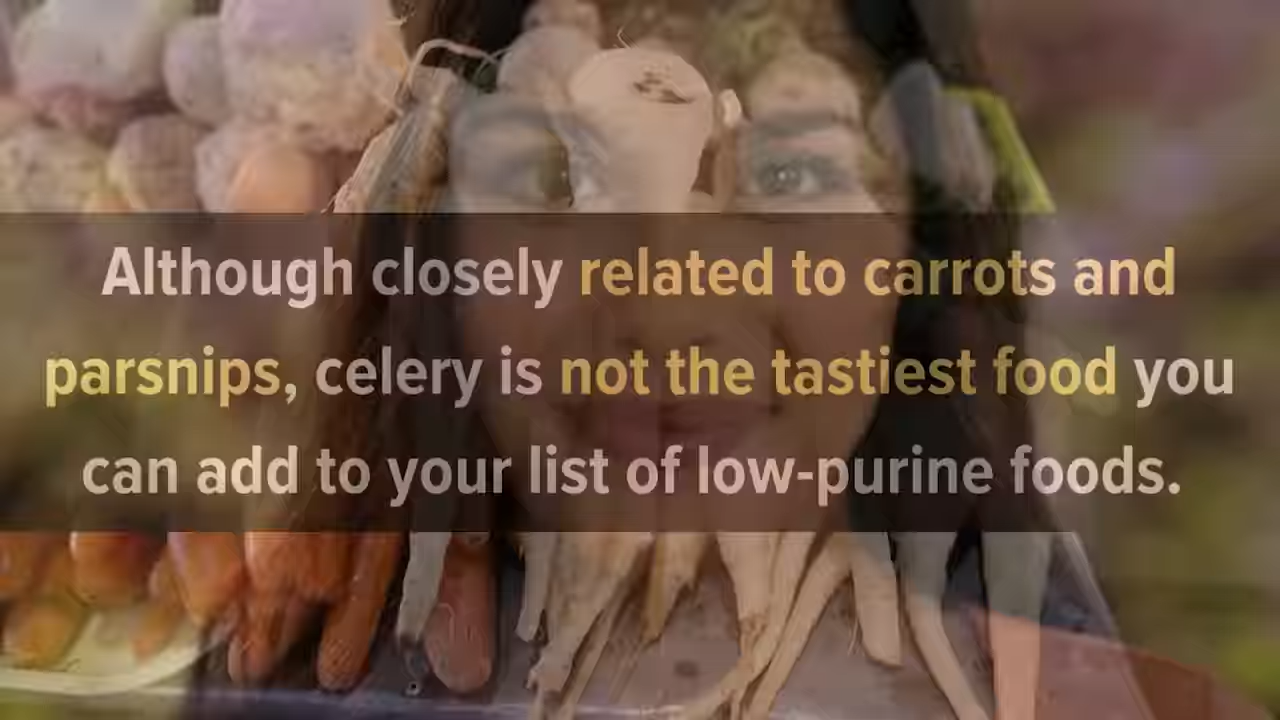 Although closely related to carrots and
parsnips, celery is not the tastiest food you
can add to your list of low-purine foods.